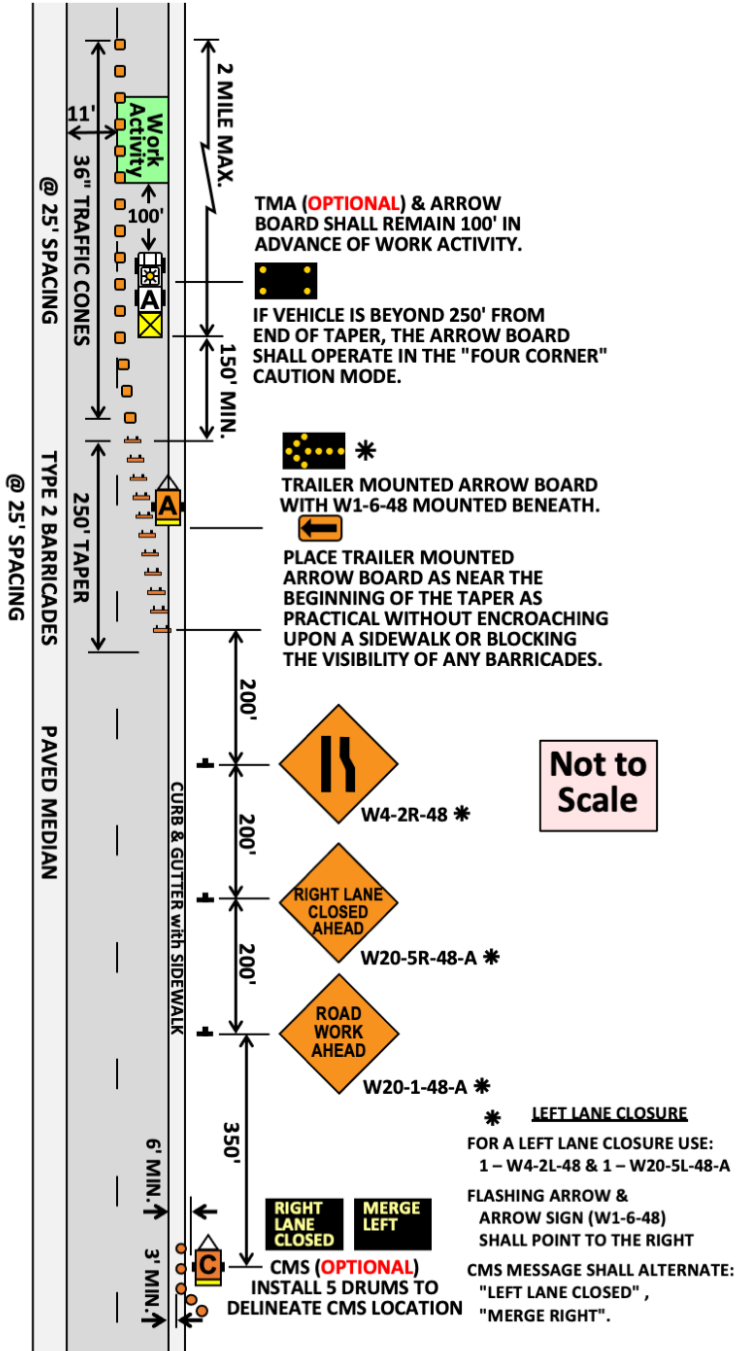 2 MILE MAX.
Work
Activity
11'
36" TRAFFIC CONES
@ 25' SPACING
100'
TMA (OPTIONAL) & ARROW
BOARD SHALL REMAIN 100' IN
ADVANCE OF WORK ACTIVITY.
A
IF VEHICLE IS BEYOND 250' FROM
END OF TAPER, THE ARROW BOARD
SHALL OPERATE IN THE "FOUR CORNER"
CAUTION MODE.
150' MIN.
*
TRAILER MOUNTED ARROW BOARD
WITH W1-6-48 MOUNTED BENEATH.
A
TYPE 2 BARRICADES
@ 25' SPACING
250' TAPER
PLACE TRAILER MOUNTED
ARROW BOARD AS NEAR THE
BEGINNING OF THE TAPER AS
PRACTICAL WITHOUT ENCROACHING
UPON A SIDEWALK OR BLOCKING
THE VISIBILITY OF ANY BARRICADES.
200'
PAVED MEDIAN
CURB & GUTTER with SIDEWALK
Not to
Scale
W4-2R-48 *
200'
RIGHT LANE
CLOSED
AHEAD
W20-5R-48-A *
200'
ROAD
WORK
AHEAD
W20-1-48-A *
350'
6' MIN.
3' MIN.
RIGHT
LANE
CLOSED
MERGE
LEFT
C
CMS (OPTIONAL)
INSTALL 5 DRUMS TO
DELINEATE CMS LOCATION
* LEFT LANE CLOSURE
FOR A LEFT LANE CLOSURE USE:
1 – W4-2L-48 & 1 – W20-5L-48-A
FLASHING ARROW &
ARROW SIGN (W1-6-48)
SHALL POINT TO THE RIGHT
CMS MESSAGE SHALL ALTERNATE:
"LEFT LANE CLOSED" ,
"MERGE RIGHT".